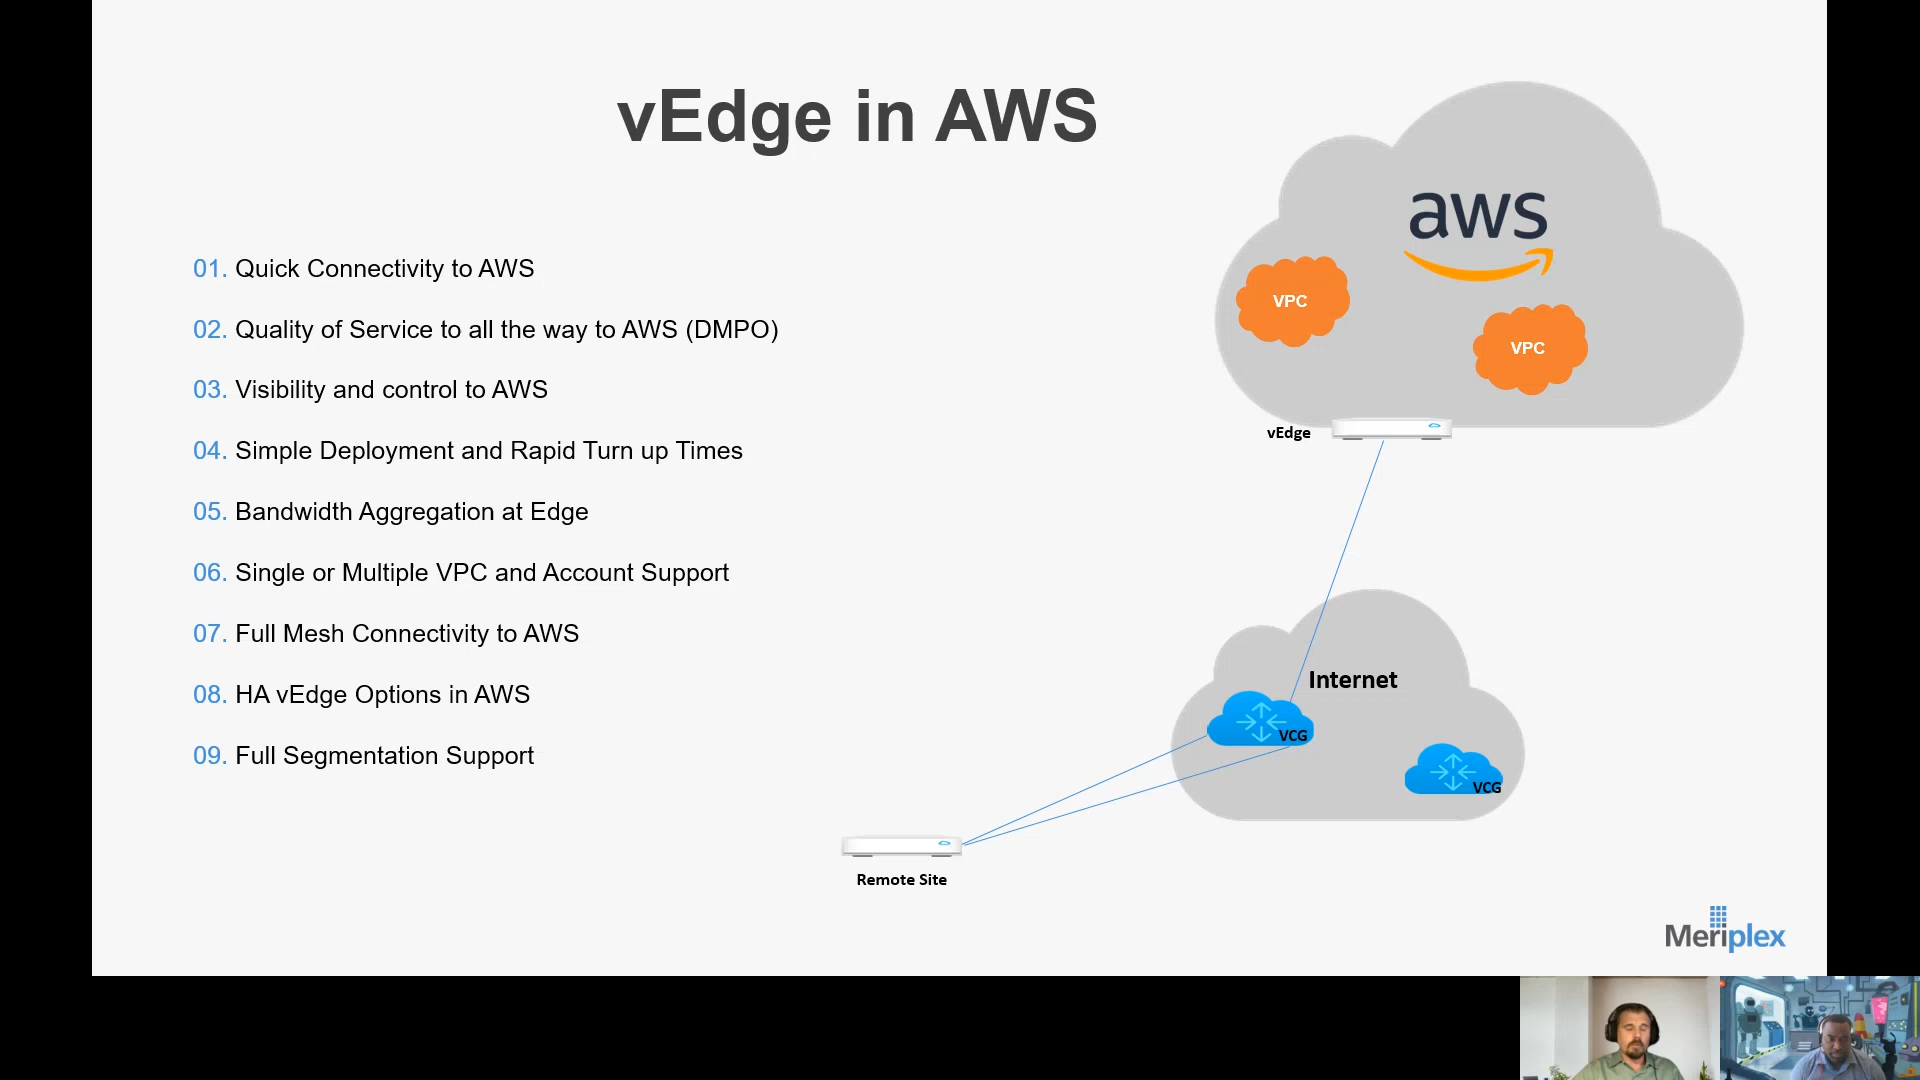 vEdge in AWS
01. Quick Connectivity to AWS
02. Quality of Service to all the way to AWS (DMPO)
03. Visibility and control to AWS
04. Simple Deployment and Rapid Turn up Times
05. Bandwidth Aggregation at Edge
06. Single or Multiple VPC and Account Support
07. Full Mesh Connectivity to AWS
08. HA vEdge Options in AWS
09. Full Segmentation Support
aws
VPC
VPC
vEdge
Internet
VCG
VCG
Remote Site
Meriplex